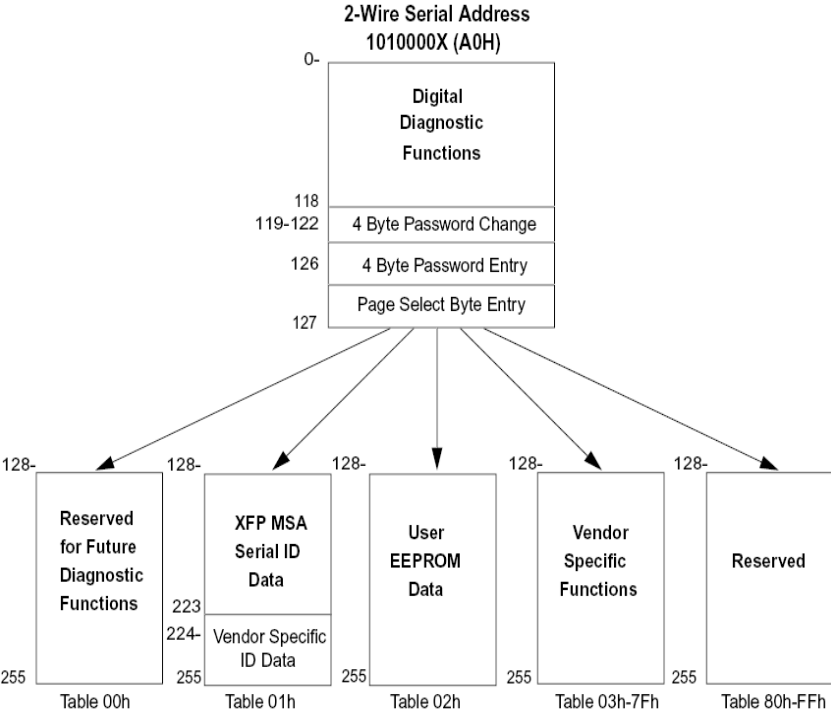 2-Wire Serial Address
1010000X (A0H)
0-
Digital
Diagnostic
Functions
118
119-122 4 Byte Password Change
126 4 Byte Password Entry
Page Select Byte Entry
127
128-
Reserved
for Future
Diagnostic
Functions
255
Table 00h
128-
XFP MSA
Serial ID
Data
223
224-
Vendor Specific
ID Data
255
Table 01h
128-
User
EEPROM
Data
255
Table 02h
128-
Vendor
Specific
Functions
255
Table 03h-7Fh
128-
Reserved
255
Table 80h-FFh